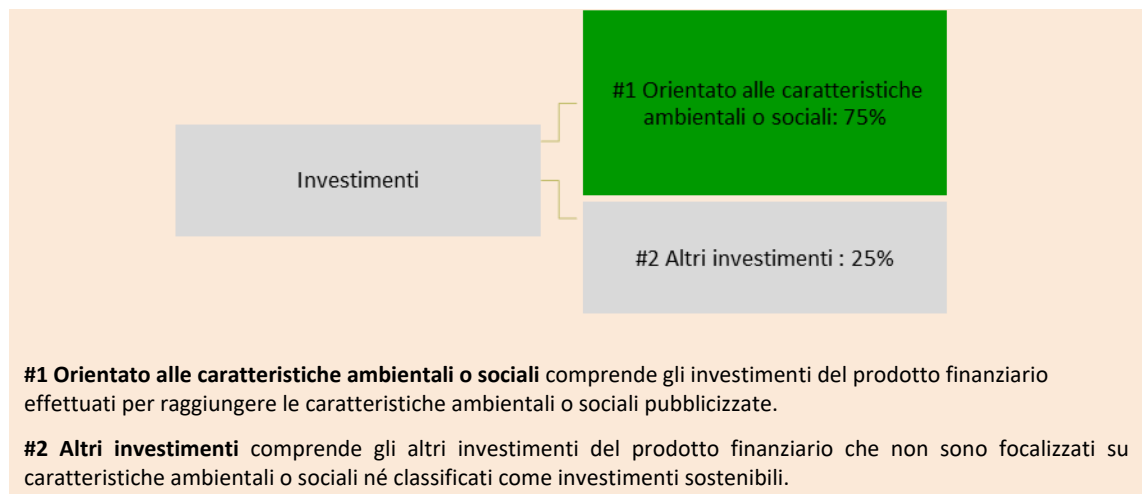 #1 Orientato alle caratteristiche
ambientali o sociali: 75%
Investimenti
#2 Altri investimenti : 25%
#1 Orientato alle caratteristiche ambientali o sociali comprende gli investimenti del prodotto finanziario
effettuati per raggiungere le caratteristiche ambientali o sociali pubblicizzate.
#2 Altri investimenti comprende gli altri investimenti del prodotto finanziario che non sono focalizzati su
caratteristiche ambientali o sociali né classificati come investimenti sostenibili.